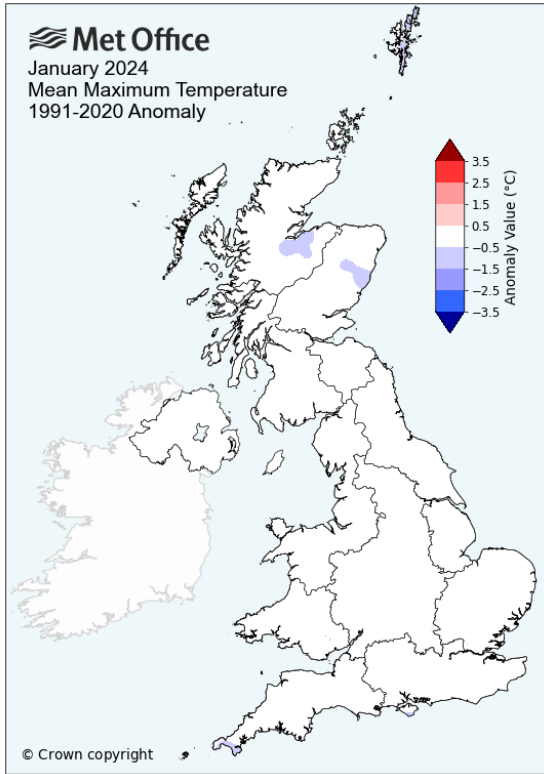 Met Office
January 2024
Mean Maximum Temperature
1991-2020 Anomaly
3.5
2.5
1.5
0.5
−0.5
−1.5
−2.5
−3.5
Anomaly Value (°C)
© Crown copyright